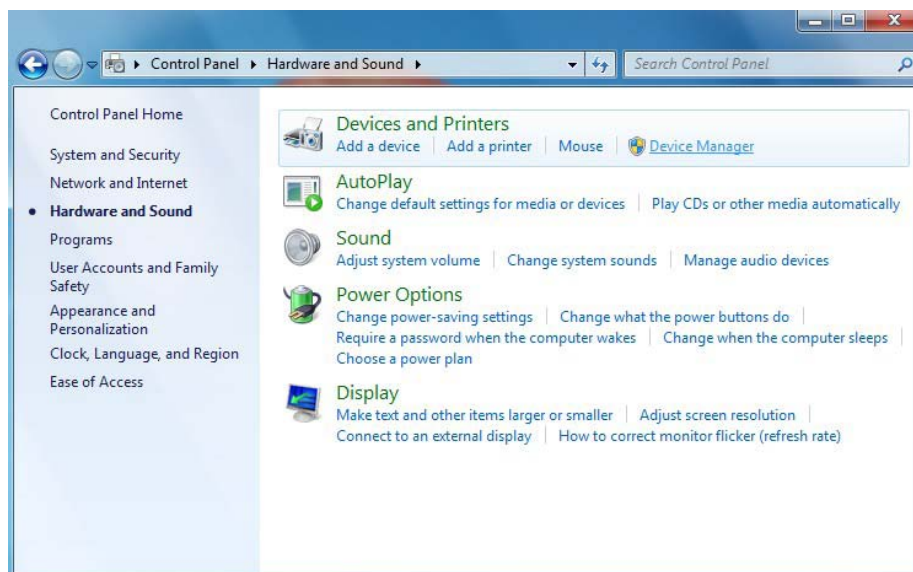 Control Panel Hardware and Sound Search Control Panel
Control Panel Home
System and Security
Network and Internet
Hardware and Sound
Programs
User Accounts and Family
Safety
Appearance and
Personalization
Clock, Language, and Region
Ease of Access
Devices and Printers
Add a device Add a printer Mouse Device Manager
AutoPlay
Change default settings for media or devices Play CDs or other media automatically
Sound
Adjust system volume Change system sounds Manage audio devices
Power Options
Change power-saving settings Change what the power buttons do
Require a password when the computer wakes Change when the computer sleeps
Choose a power plan
Display
Make text and other items larger or smaller Adjust screen resolution
Connect to an external display How to correct monitor flicker (refresh rate)